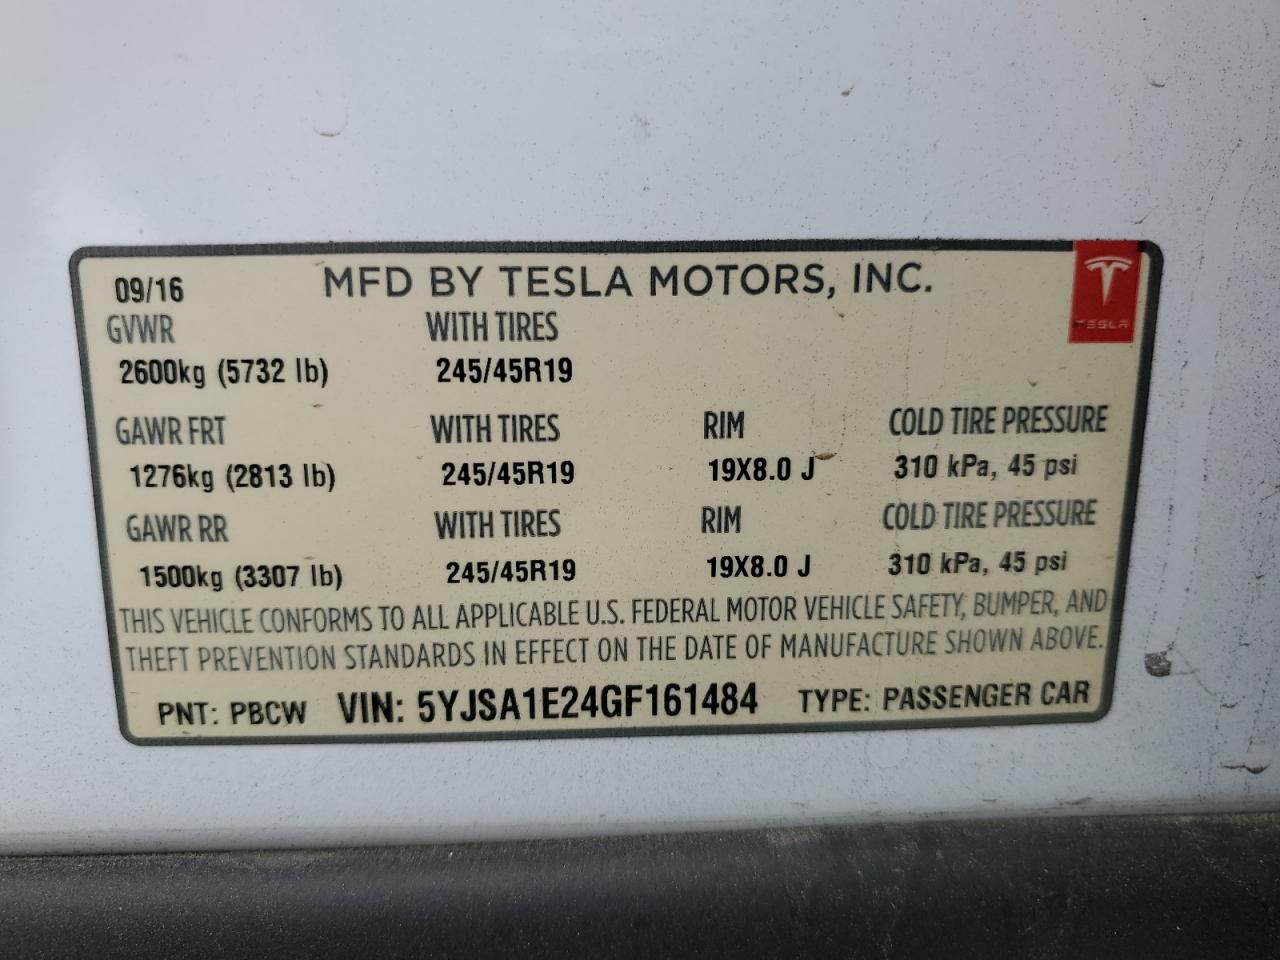 09/16 MFD BY TESLA MOTORS, INC.
TESLA
GVWR WITH TIRES
2600kg (5732 lb) 245/45R19
GAWR FRT WITH TIRES RIM COLD TIRE PRESSURE
1276kg (2813 lb) 245/45R19 19X8.0 J 310 kPa, 45 psi
GAWR RR WITH TIRES RIM COLD TIRE PRESSURE
1500kg (3307 lb) 245/45R19 19X8.0 J 310 kPa, 45 psi
THIS VEHICLE CONFORMS TO ALL APPLICABLE U.S. FEDERAL MOTOR VEHICLE SAFETY, BUMPER, AND
THEFT PREVENTION STANDARDS IN EFFECT ON THE DATE OF MANUFACTURE SHOWN ABOVE.
PNT: PBCW VIN: 5YJSA1E24GF161484 TYPE: PASSENGER CAR